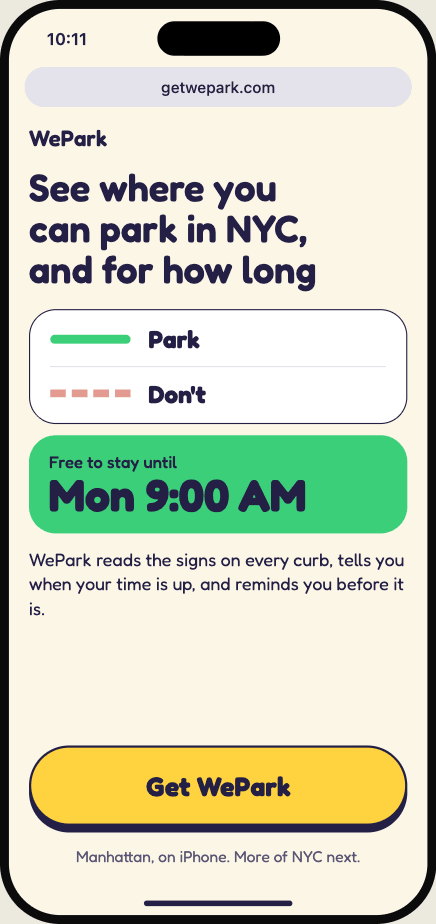 10:11
getwepark.com
WePark
See where you
can park in NYC,
and for how long
Park
Don't
Free to stay until
Mon 9:00 AM
WePark reads the signs on every curb, tells you
when your time is up, and reminds you before it
is.
Get WePark
Manhattan, on iPhone. More of NYC next.